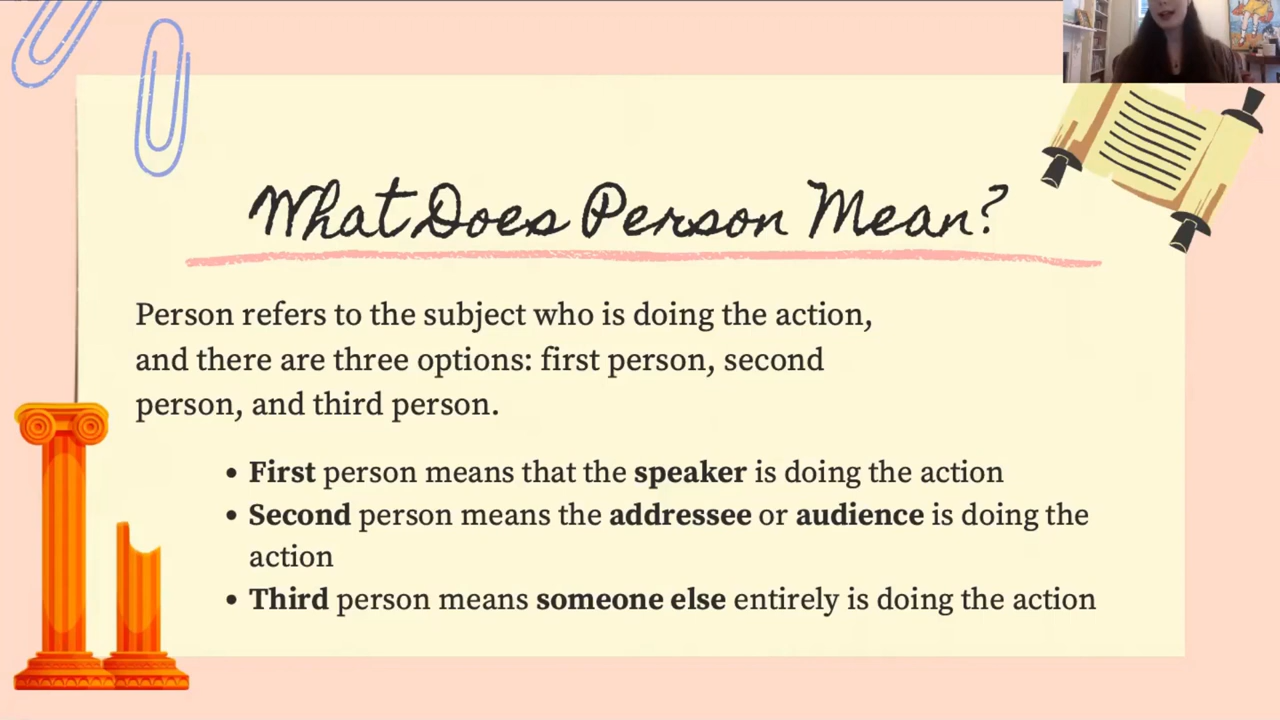 What Does Person Mean?
Person refers to the subject who is doing the action,
and there are three options: first person, second
person, and third person.
• First person means that the speaker is doing the action
• Second person means the addressee or audience is doing the
action
• Third person means someone else entirely is doing the action